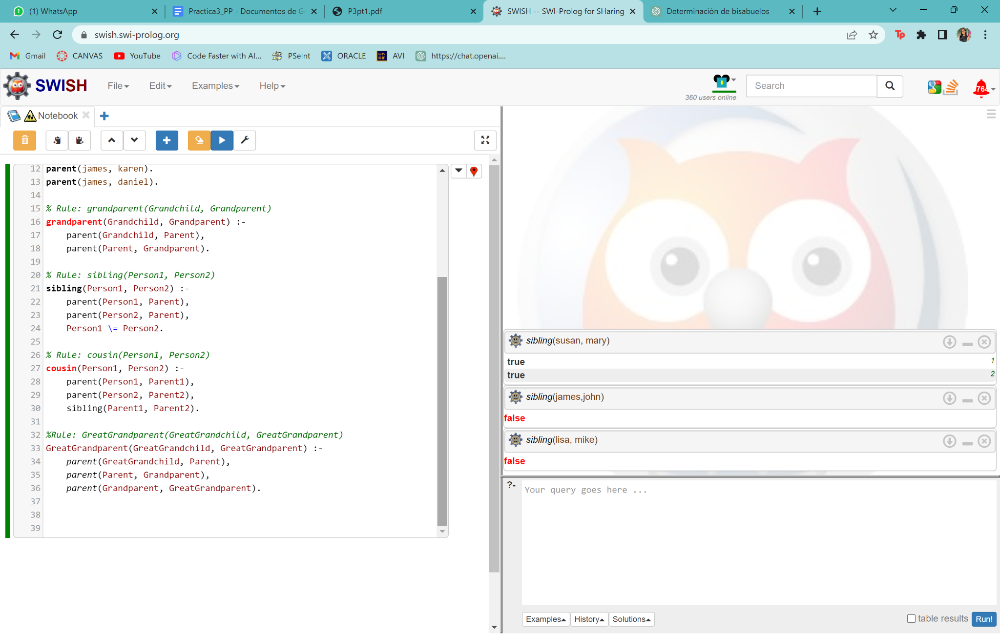 (1) WhatsApp
Practica3_PP - Documentos de G
P3pt1.pdf
SWISH -- SWI-Prolog for SHaring
Determinación de bisabuelos
swish.swi-prolog.org
Gmail CANVAS YouTube Code Faster with AI... PSeInt ORACLE AVI https://chat.openai....
SWISH File Edit Examples Help
360 users online
Search
764
Notebook
12 parent(james, karen).
13 parent(james, daniel).
14
15 % Rule: grandparent(Grandchild, Grandparent)
16 grandparent(Grandchild, Grandparent) :-
17 parent(Grandchild, Parent),
18 parent(Parent, Grandparent).
19
20 % Rule: sibling(Person1, Person2)
21 sibling(Person1, Person2) :-
22 parent(Person1, Parent),
23 parent(Person2, Parent),
24 Person1 \= Person2.
25
26 % Rule: cousin(Person1, Person2)
27 cousin(Person1, Person2) :-
28 parent(Person1, Parent1),
29 parent(Person2, Parent2),
30 sibling(Parent1, Parent2).
31
32 %Rule: GreatGrandparent(GreatGrandchild, GreatGrandparent)
33 GreatGrandparent(GreatGrandchild, GreatGrandparent) :-
34 parent(GreatGrandchild, Parent),
35 parent(Parent, Grandparent),
36 parent(Grandparent, GreatGrandparent).
37
38
39
sibling(susan, mary)
true 1
true 2
sibling(james,john)
false
sibling(lisa, mike)
false
?- Your query goes here ...
Examples History Solutions
table results Run!